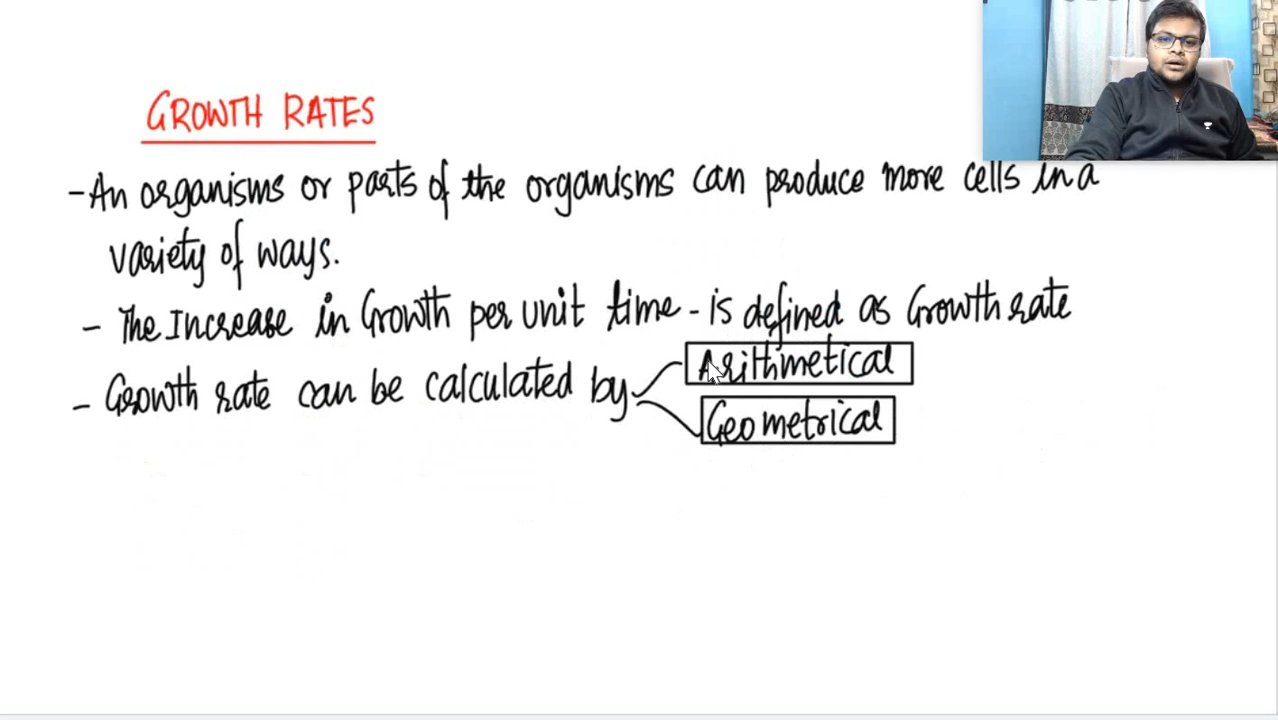 GROWTH RATES
- An organisms or parts of the organisms can produce more cells in a
variety of ways.
- The Increase in Growth per unit time - is defined as Growth rate
- Growth rate can be calculated by
Arithmetical
Geometrical